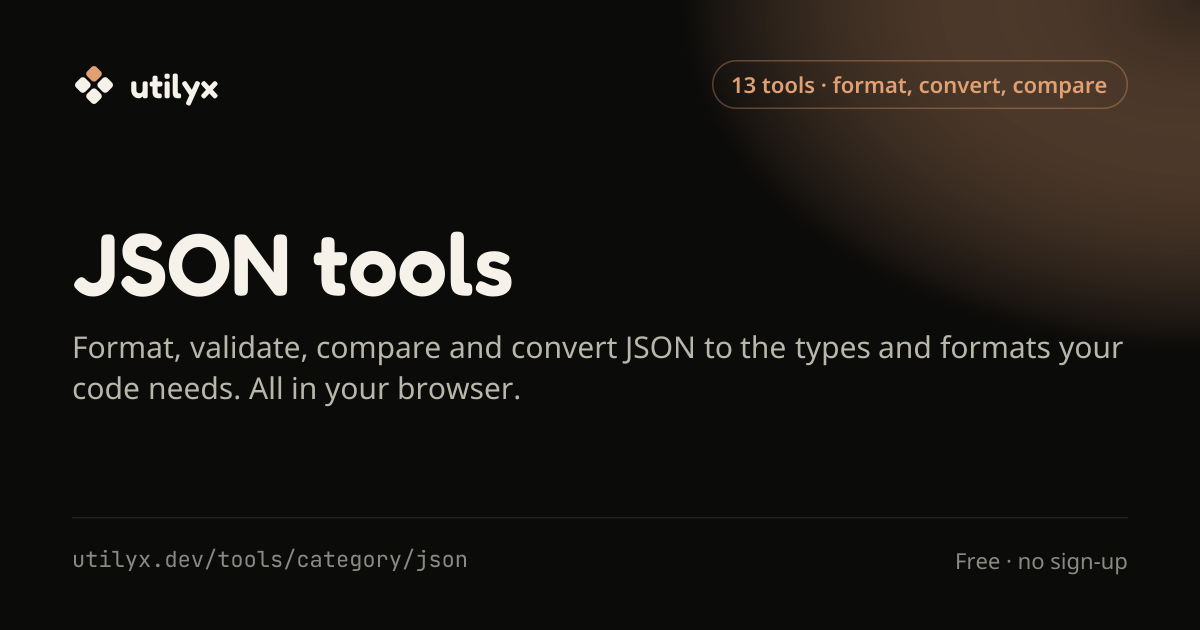 utilyx
13 tools · format, convert, compare
JSON tools
Format, validate, compare and convert JSON to the types and formats your
code needs. All in your browser.
utilyx.dev/tools/category/json
Free · no sign-up